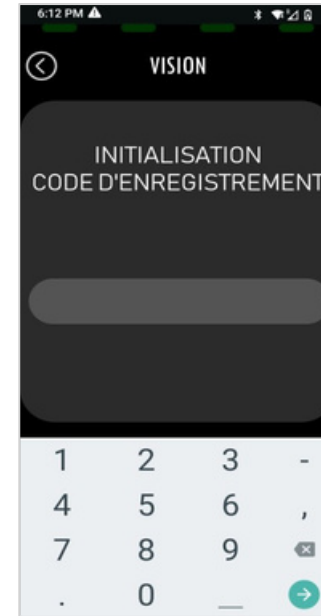 6:12 PM
VISION
INITIALISATION
CODE D'ENREGISTREMENT
1 2 3 -
4 5 6 ,
7 8 9
. 0 _